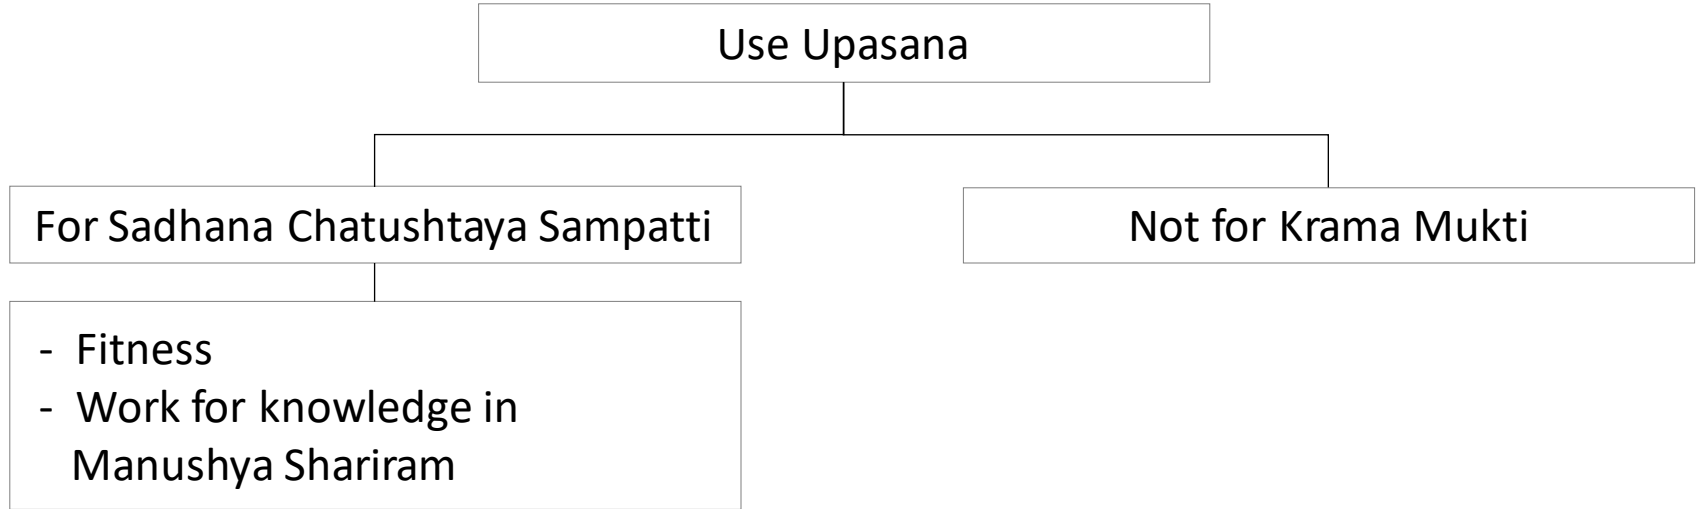 Use Upasana
For Sadhana Chatushtaya Sampatti
Not for Krama Mukti
- Fitness
- Work for knowledge in
Manushya Shariram